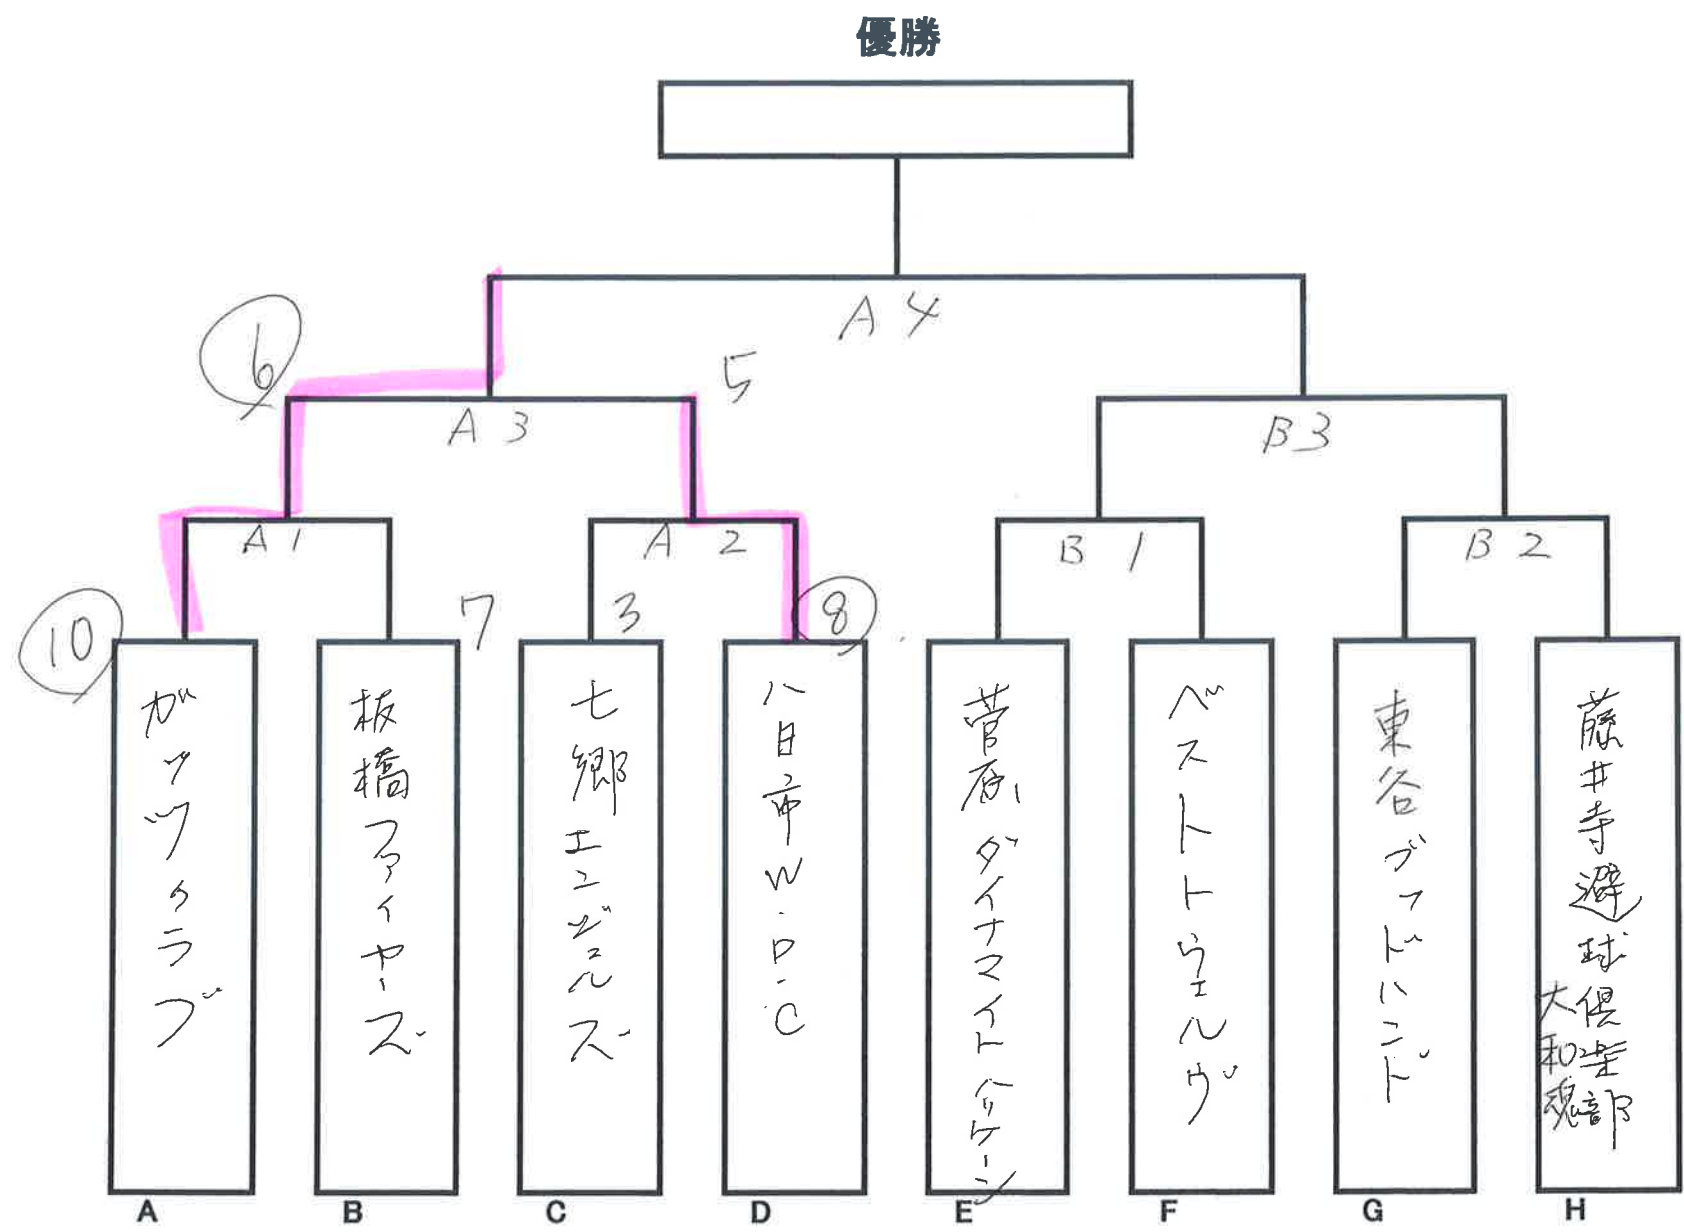 優勝
A4
6
5
A3
B3
A1
A2
B1
B2
10
7
3
8
ガッツクラブ
板橋ファイヤーズ
七郷エンジェルズ
八日市W.D.C
菅原ダイナマイトハリケーン
ベストトゥエルヴ
東谷グッドハンド
藤井寺避球倶楽部
大和魂
A
B
C
D
E
F
G
H